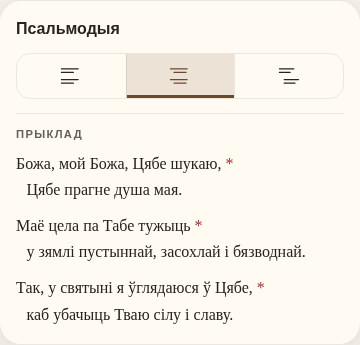 Псальмодыя
ПРЫКЛАД
Божа, мой Божа, Цябе шукаю, *
Цябе прагне душа мая.
Маё цела па Табе тужыць *
у зямлі пустыннай, засохлай і бязводнай.
Так, у святыні я ўглядаюся ў Цябе, *
каб убачыць Тваю сілу і славу.